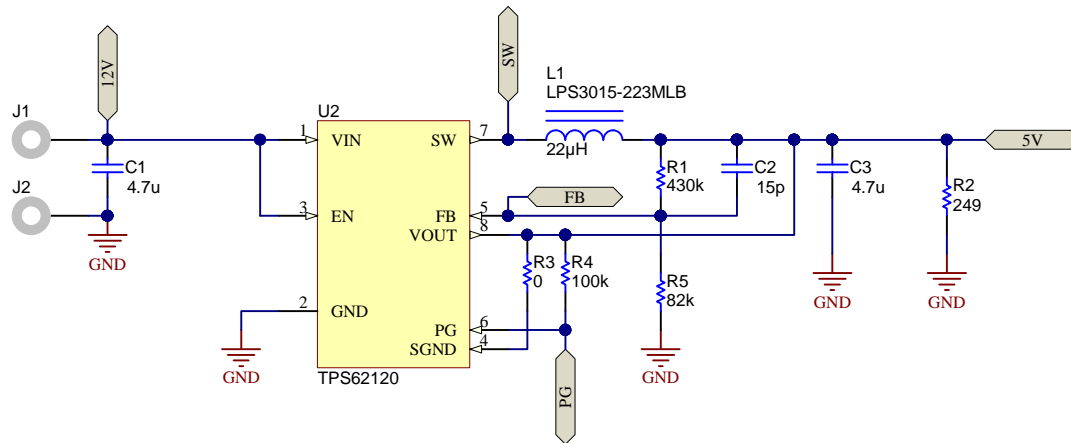 12V
SW
L1
LPS3015-223MLB
22µH
J1
J2
C1
4.7u
GND
U2
1
VIN
SW
7
3
EN
FB
5
VOUT
8
2
GND
PG
6
SGND
4
TPS62120
GND
FB
R1
430k
C2
15p
C3
4.7u
5V
R2
249
R3
0
R4
100k
R5
82k
GND
GND
GND
PG